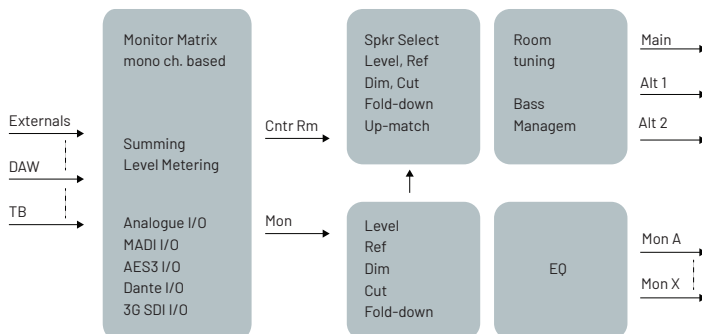 Externals
DAW
TB
Monitor Matrix
mono ch. based
Summing
Level Metering
Analogue I/O
MADI I/O
AES3 I/O
Dante I/O
3G SDI I/O
Cntr Rm
Mon
Spkr Select
Level, Ref
Dim, Cut
Fold-down
Up-match
Room
tuning
Bass
Managem
Main
Alt 1
Alt 2
Level
Ref
Dim
Cut
Fold-down
EQ
Mon A
Mon X